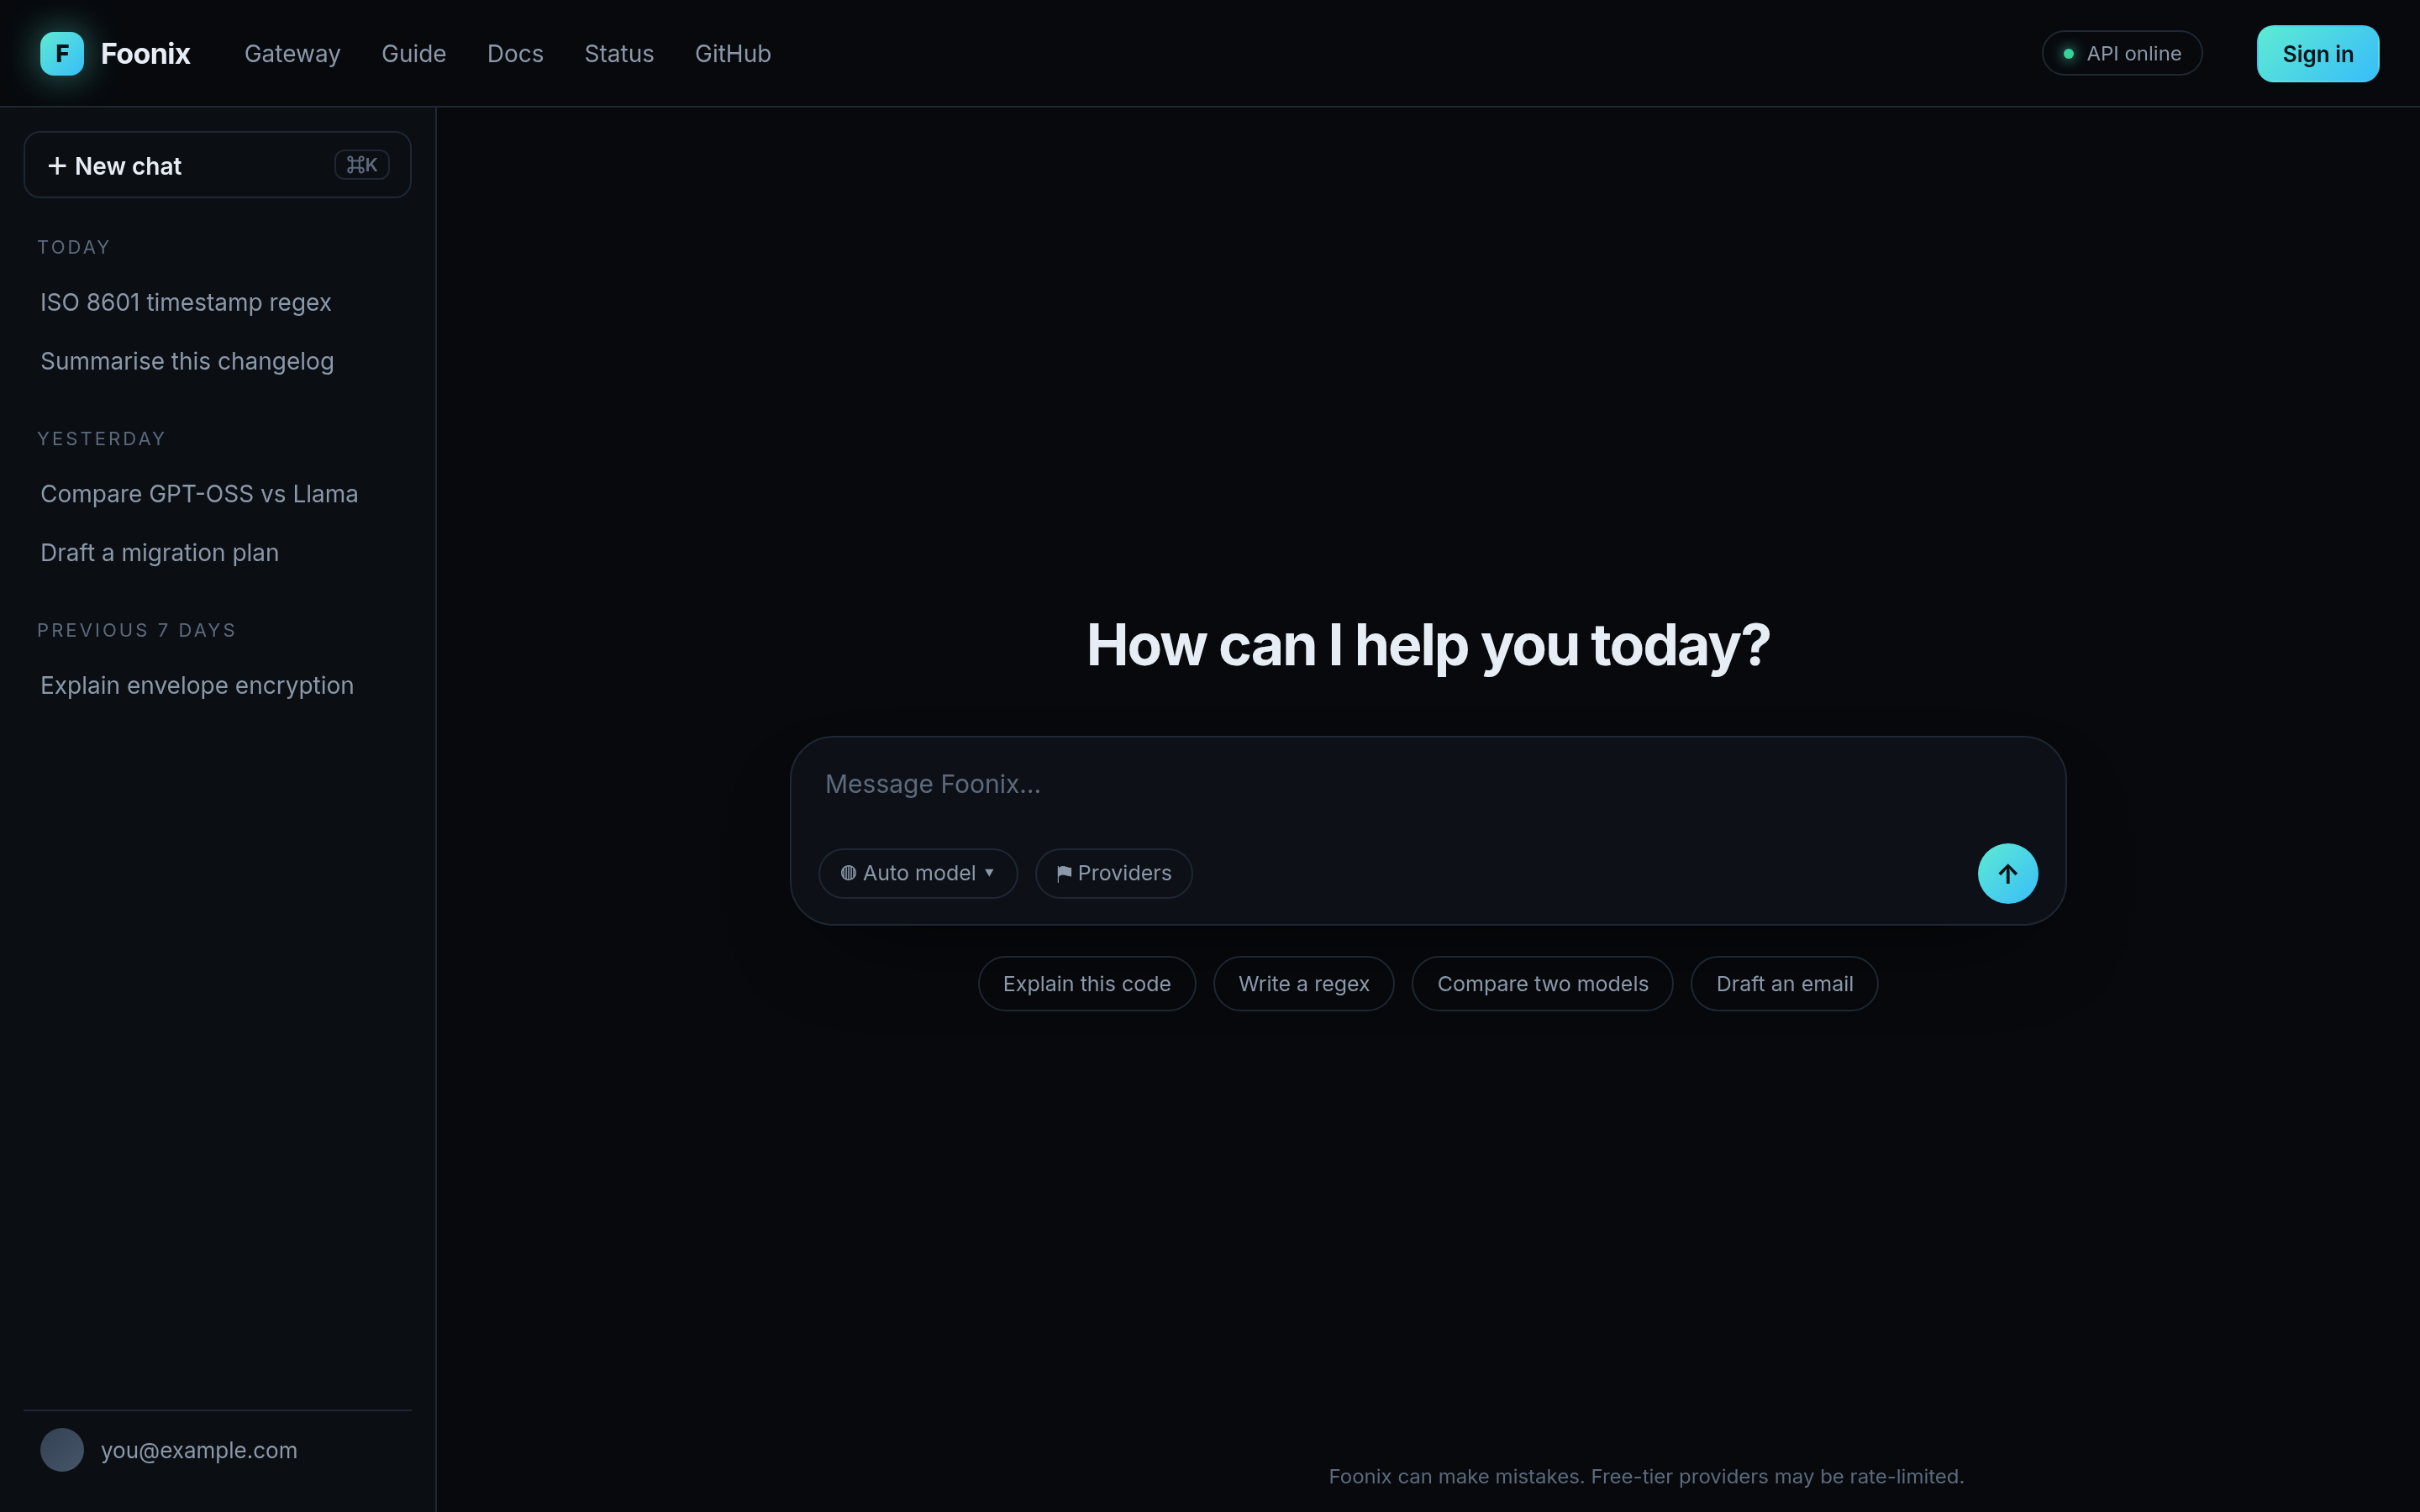 F Foonix Gateway Guide Docs Status GitHub API online Sign in
+ New chat ⌘K
TODAY
ISO 8601 timestamp regex
Summarise this changelog
YESTERDAY
Compare GPT-OSS vs Llama
Draft a migration plan
PREVIOUS 7 DAYS
Explain envelope encryption
you@example.com
How can I help you today?
Message Foonix...
◍ Auto model ▾ ⚑ Providers ↑
Explain this code Write a regex Compare two models Draft an email
Foonix can make mistakes. Free-tier providers may be rate-limited.